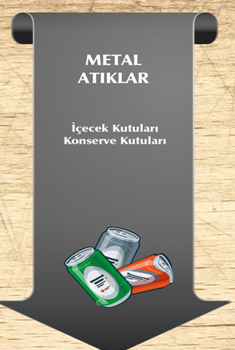 METAL
ATIKLAR
İçecek Kutuları
Konserve Kutuları